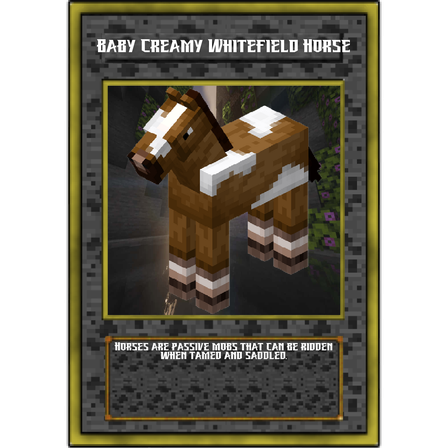 Baby Creamy Whitefield Horse
Horses are passive mobs that can be ridden
when tamed and saddled.